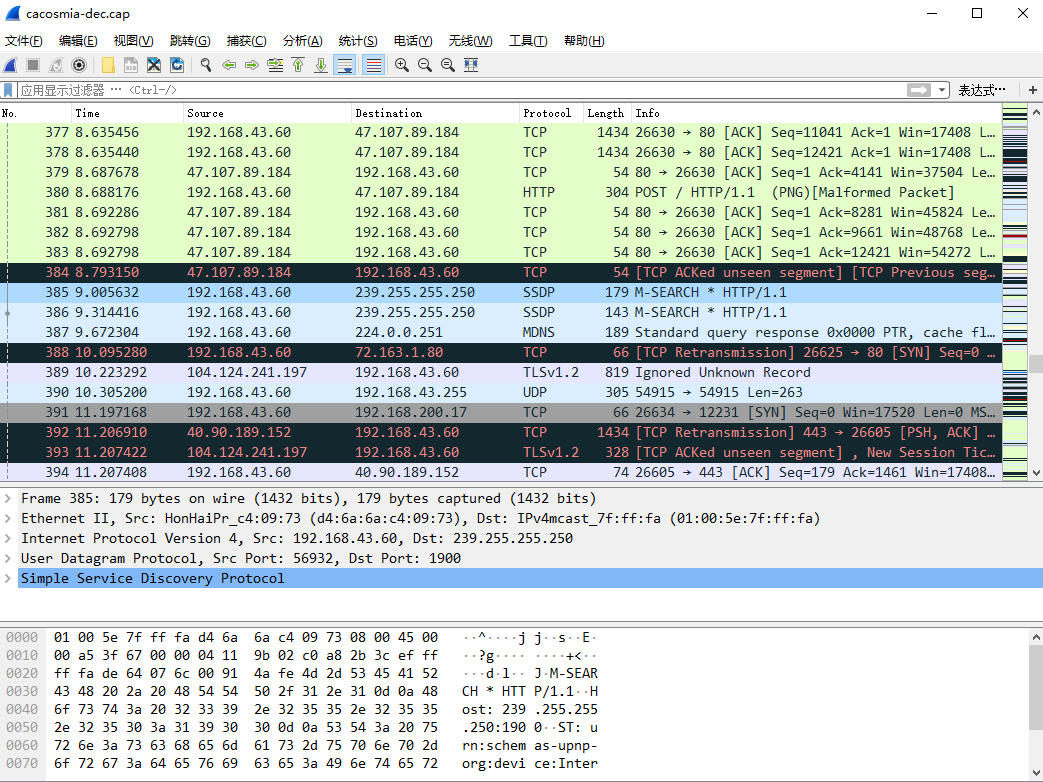 cacosmia-dec.cap
文件(F) 编辑(E) 视图(V) 跳转(G) 捕获(C) 分析(A) 统计(S) 电话(Y) 无线(W) 工具(T) 帮助(H)
应用显示过滤器 … <Ctrl-/> 表达式… +
No. Time Source Destination Protocol Length Info
377 8.635456 192.168.43.60 47.107.89.184 TCP 1434 26630 → 80 [ACK] Seq=11041 Ack=1 Win=17408 L…
378 8.635440 192.168.43.60 47.107.89.184 TCP 1434 26630 → 80 [ACK] Seq=12421 Ack=1 Win=17408 L…
379 8.687678 47.107.89.184 192.168.43.60 TCP 54 80 → 26630 [ACK] Seq=1 Ack=4141 Win=37504 Le…
380 8.688176 192.168.43.60 47.107.89.184 HTTP 304 POST / HTTP/1.1 (PNG)[Malformed Packet]
381 8.692286 47.107.89.184 192.168.43.60 TCP 54 80 → 26630 [ACK] Seq=1 Ack=8281 Win=45824 Le…
382 8.692798 47.107.89.184 192.168.43.60 TCP 54 80 → 26630 [ACK] Seq=1 Ack=9661 Win=48768 Le…
383 8.692798 47.107.89.184 192.168.43.60 TCP 54 80 → 26630 [ACK] Seq=1 Ack=12421 Win=54272 L…
384 8.793150 47.107.89.184 192.168.43.60 TCP 54 [TCP ACKed unseen segment] [TCP Previous seg…
385 9.005632 192.168.43.60 239.255.255.250 SSDP 179 M-SEARCH * HTTP/1.1
386 9.314416 192.168.43.60 239.255.255.250 SSDP 143 M-SEARCH * HTTP/1.1
387 9.672304 192.168.43.60 224.0.0.251 MDNS 189 Standard query response 0x0000 PTR, cache fl…
388 10.095280 192.168.43.60 72.163.1.80 TCP 66 [TCP Retransmission] 26625 → 80 [SYN] Seq=0 …
389 10.223292 104.124.241.197 192.168.43.60 TLSv1.2 819 Ignored Unknown Record
390 10.305200 192.168.43.60 192.168.43.255 UDP 305 54915 → 54915 Len=263
391 11.197168 192.168.43.60 192.168.200.17 TCP 66 26634 → 12231 [SYN] Seq=0 Win=17520 Len=0 MS…
392 11.206910 40.90.189.152 192.168.43.60 TCP 1434 [TCP Retransmission] 443 → 26605 [PSH, ACK] …
393 11.207422 104.124.241.197 192.168.43.60 TLSv1.2 328 [TCP ACKed unseen segment] , New Session Tic…
394 11.207408 192.168.43.60 40.90.189.152 TCP 74 26605 → 443 [ACK] Seq=179 Ack=1461 Win=17408…
Frame 385: 179 bytes on wire (1432 bits), 179 bytes captured (1432 bits)
Ethernet II, Src: HonHaiPr_c4:09:73 (d4:6a:6a:c4:09:73), Dst: IPv4mcast_7f:ff:fa (01:00:5e:7f:ff:fa)
Internet Protocol Version 4, Src: 192.168.43.60, Dst: 239.255.255.250
User Datagram Protocol, Src Port: 56932, Dst Port: 1900
Simple Service Discovery Protocol
0000 01 00 5e 7f ff fa d4 6a 6a c4 09 73 08 00 45 00 ··^····j j··s··E·
0010 00 a5 3f 67 00 00 04 11 9b 02 c0 a8 2b 3c ef ff ··?g···· ····+<··
0020 ff fa de 64 07 6c 00 91 4a fe 4d 2d 53 45 41 52 ···d·l·· J·M-SEAR
0030 43 48 20 2a 20 48 54 54 50 2f 31 2e 31 0d 0a 48 CH * HTT P/1.1··H
0040 6f 73 74 3a 20 32 33 39 2e 32 35 35 2e 32 35 35 ost: 239 .255.255
0050 2e 32 35 30 3a 31 39 30 30 0d 0a 53 54 3a 20 75 .250:190 0··ST: u
0060 72 6e 3a 73 63 68 65 6d 61 73 2d 75 70 6e 70 2d rn:schem as-upnp-
0070 6f 72 67 3a 64 65 76 69 63 65 3a 49 6e 74 65 72 org:devi ce:Inter